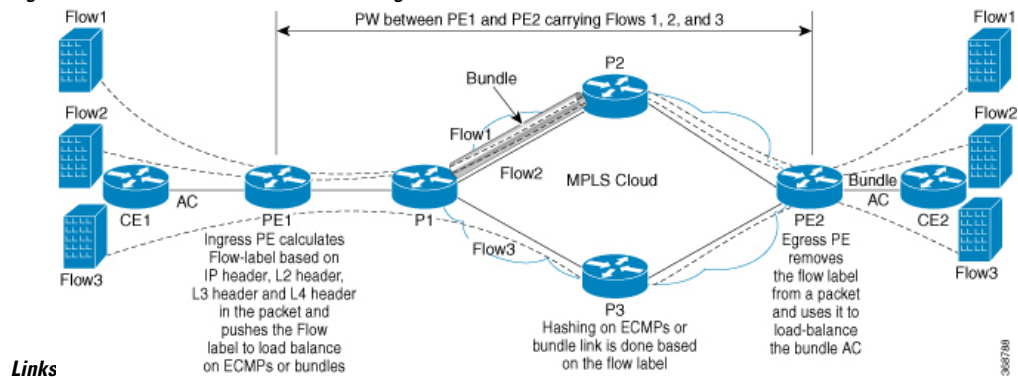 Flow1
PW between PE1 and PE2 carrying Flows 1, 2, and 3
Flow1
P2
Bundle
Flow2
Flow1
Flow2
Flow2
MPLS Cloud
AC
Bundle
AC
CE1
PE1
P1
PE2
CE2
Ingress PE calculates
Flow-label based on
IP header, L2 header,
L3 header and L4 header
in the packet and
pushes the Flow
label to load balance
on ECMPs or bundles
Flow3
Flow3
Egress PE
removes
the flow label
from a packet
and uses it to
load-balance
the bundle AC
Flow3
P3
Hashing on ECMPs or
bundle link is done based
on the flow label
368788
Links